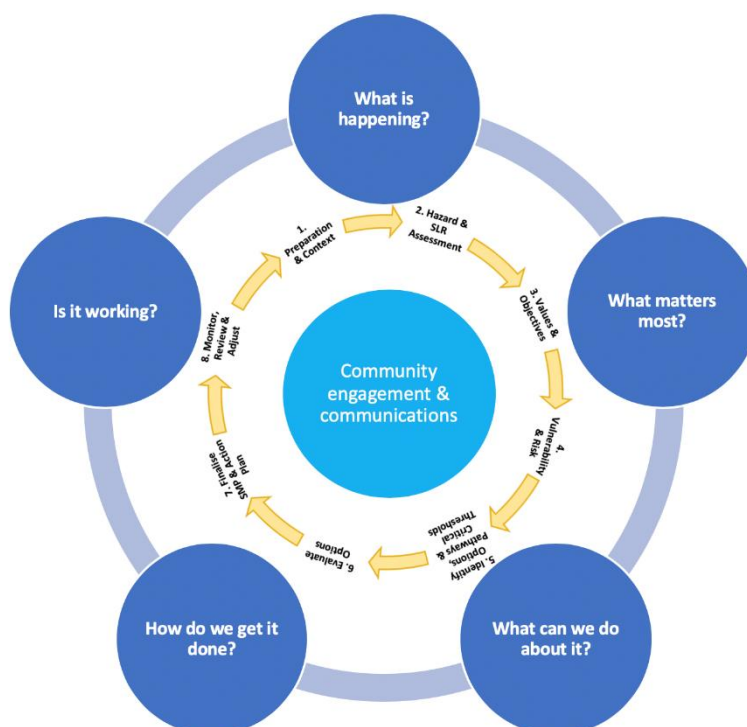 What is
happening?
What matters
most?
What can we do
about it?
How do we get it
done?
Is it working?
1.
Preparation
& Context
2. Hazard &
SLR
Assessment
3. Values &
Objectives
4.
Vulnerability
& Risk
5. Identify
Options,
Pathways &
Critical
Thresholds
6. Evaluate
Options
7. Finalise
SMP & Action
Plan
8. Monitor,
Review &
Adjust
Community
engagement &
communications